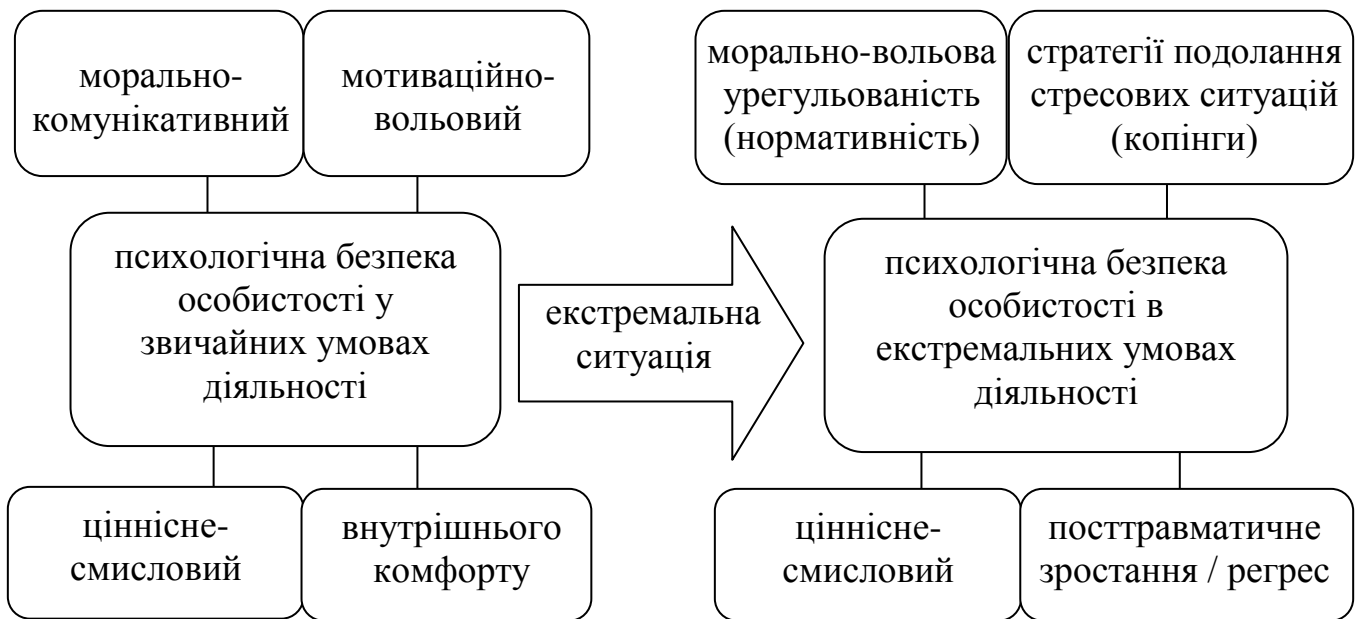 морально-
комунікативний
мотиваційно-
вольовий
психологічна безпека
особистості у
звичайних умовах
діяльності
ціннісне-
смисловий
внутрішнього
комфорту
екстремальна
ситуація
морально-вольова
урегульованість
(нормативність)
стратегії подолання
стресових ситуацій
(копінги)
психологічна безпека
особистості в
екстремальних умовах
діяльності
ціннісне-
смисловий
посттравматичне
зростання / регрес